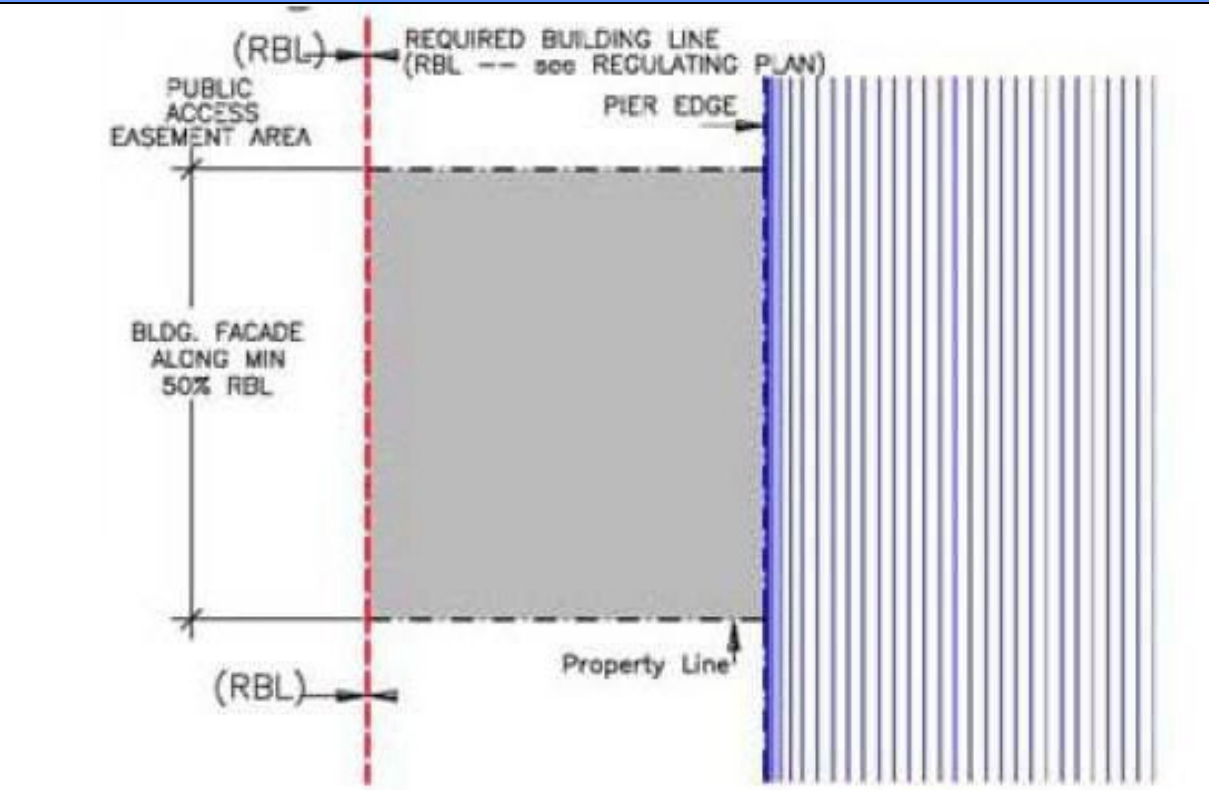 (RBL)
REQUIRED BUILDING LINE
(RBL -- see REGULATING PLAN)
PUBLIC
ACCESS
EASEMENT AREA
PIER EDGE
BLDG. FACADE
ALONG MIN
50% RBL
Property Line
(RBL)